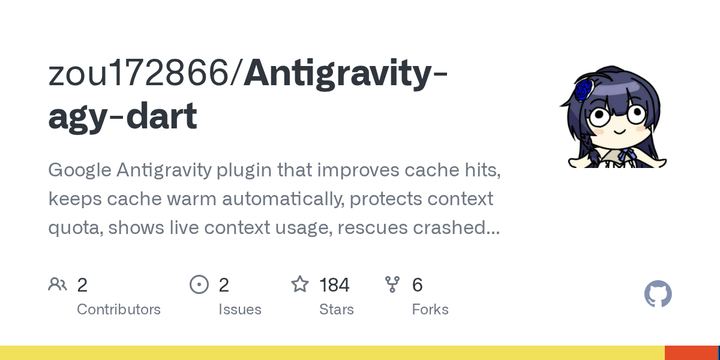 zou172866/Antigravity-
agy-dart
Google Antigravity plugin that improves cache hits,
keeps cache warm automatically, protects context
quota, shows live context usage, rescues crashed...
2
Contributors
2
Issues
184
Stars
6
Forks